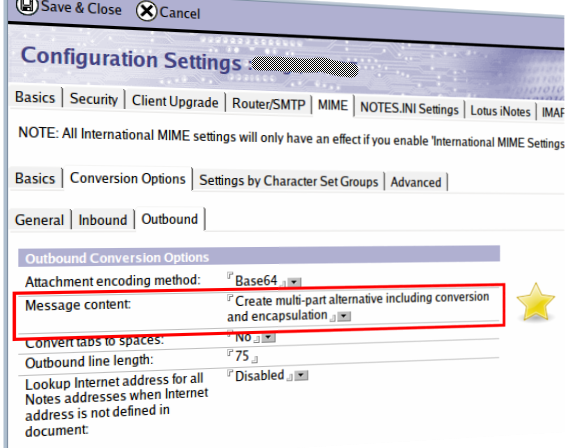 Save & Close Cancel
Configuration Settings :
Basics Security Client Upgrade Router/SMTP MIME NOTES.INI Settings Lotus iNotes IMAP
NOTE: All International MIME settings will only have an effect if you enable 'International MIME Settings
Basics Conversion Options Settings by Character Set Groups Advanced
General Inbound Outbound
Outbound Conversion Options
Attachment encoding method: Base64
Message content: Create multi-part alternative including conversion
and encapsulation
Convert tabs to spaces: No
Outbound line length: 75
Lookup Internet address for all Disabled
Notes addresses when Internet
address is not defined in
document: